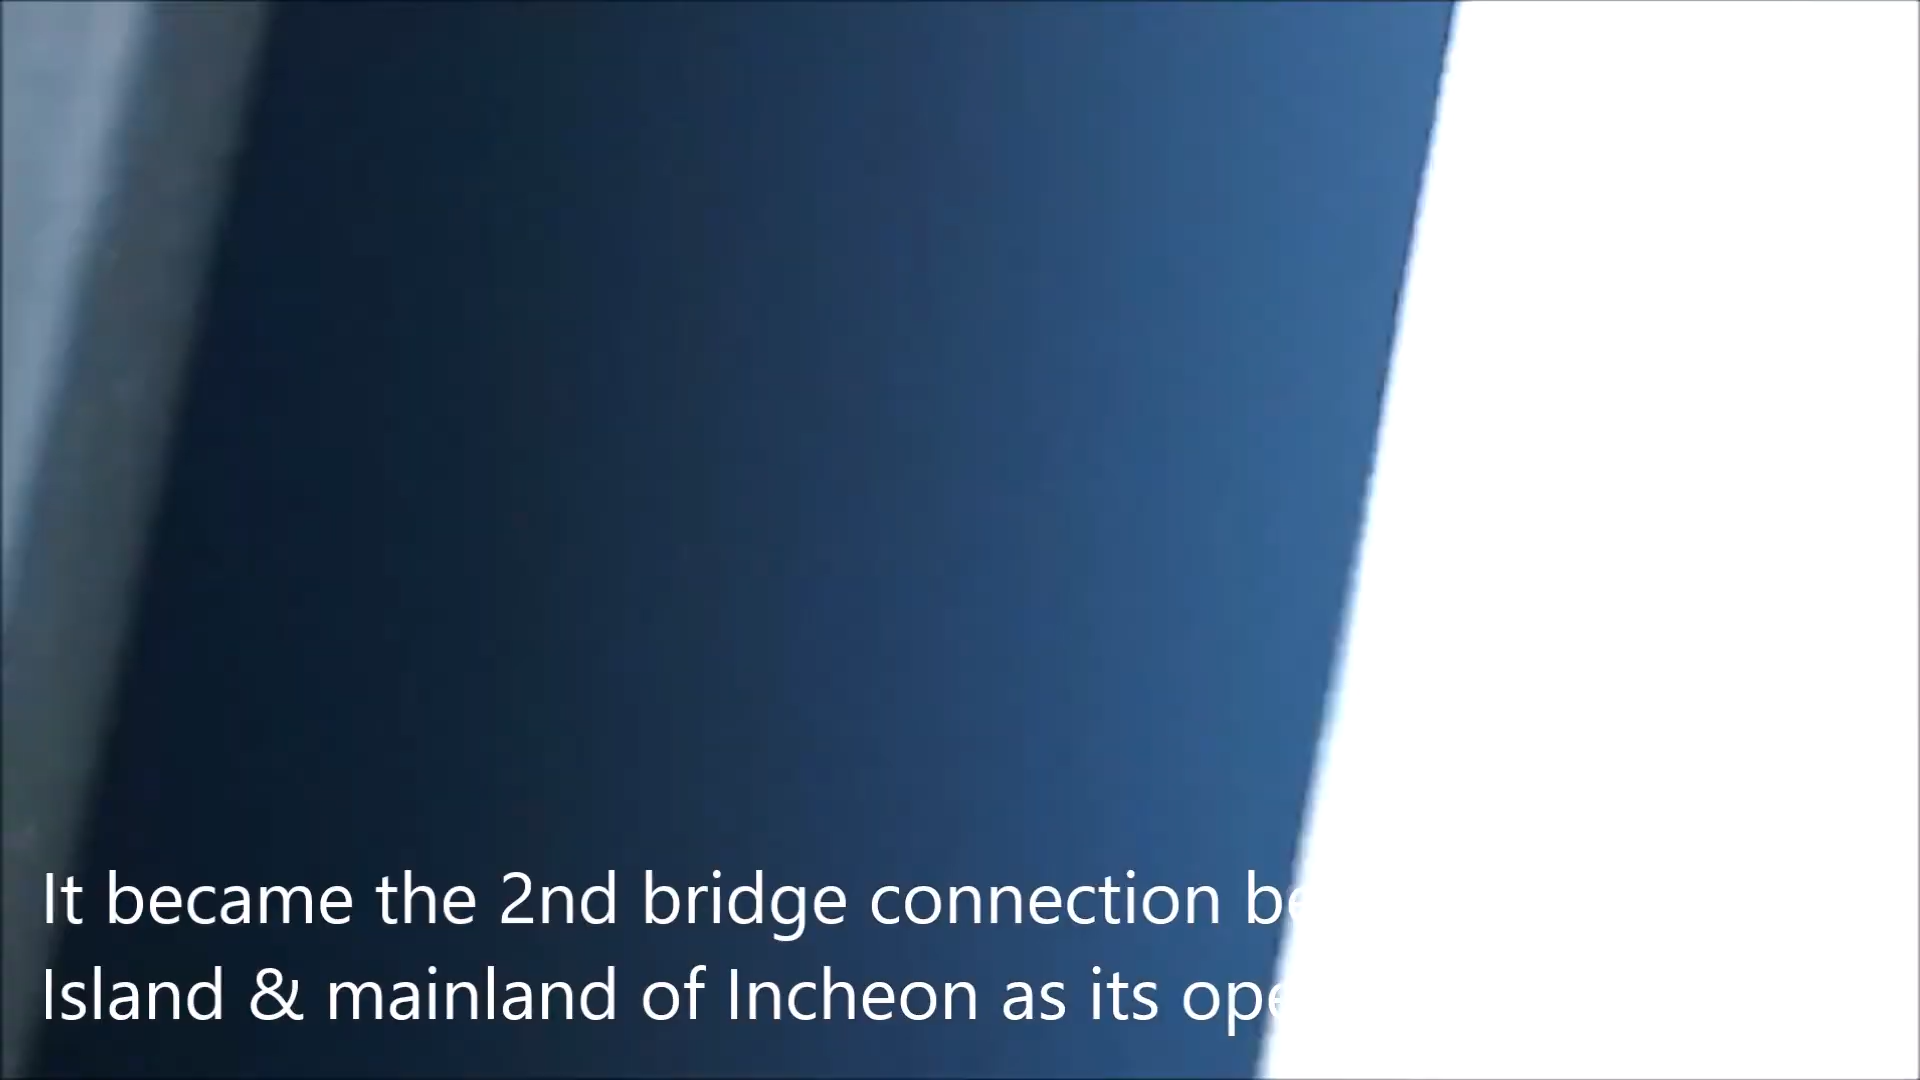 It became the 2nd bridge connection
Island & mainland of Incheon as its